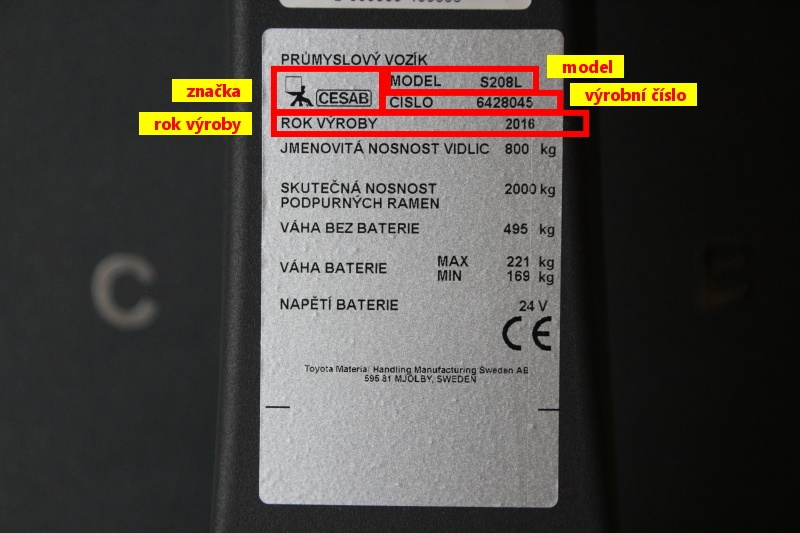 PRŮMYSLOVÝ VOZÍK
značka
CESAB
MODEL S208L
model
CISLO 6428045
výrobní číslo
rok výroby
ROK VÝROBY 2016
JMENOVITÁ NOSNOST VIDLIC 800 kg
SKUTEČNÁ NOSNOST 2000 kg
PODPURNÝCH RAMEN
VÁHA BEZ BATERIE 495 kg
VÁHA BATERIE MAX 221 kg
MIN 169 kg
NAPĚTÍ BATERIE 24 V
CE
Toyota Material Handling Manufacturing Sweden AB
595 81 MJOLBY, SWEDEN
C